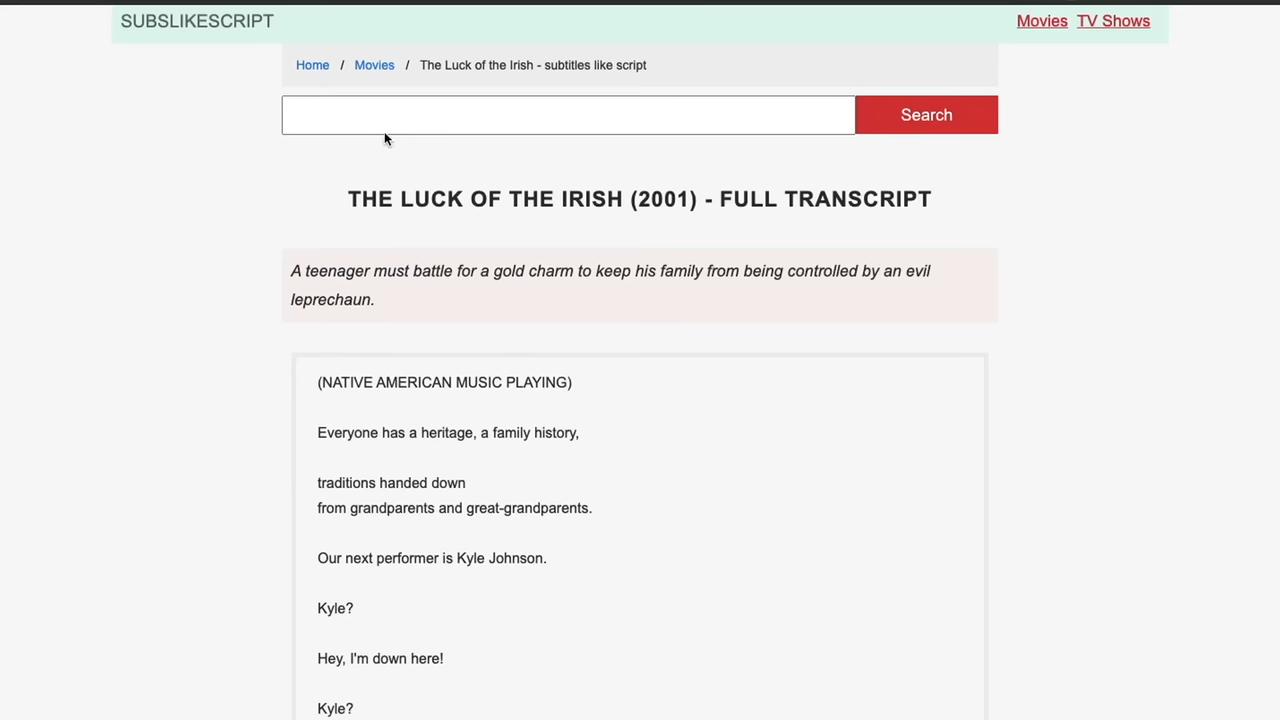 SUBSLIKESCRIPT
Movies TV Shows
Home / Movies / The Luck of the Irish - subtitles like script
Search
THE LUCK OF THE IRISH (2001) - FULL TRANSCRIPT
A teenager must battle for a gold charm to keep his family from being controlled by an evil
leprechaun.
(NATIVE AMERICAN MUSIC PLAYING)
Everyone has a heritage, a family history,
traditions handed down
from grandparents and great-grandparents.
Our next performer is Kyle Johnson.
Kyle?
Hey, I'm down here!
Kyle?